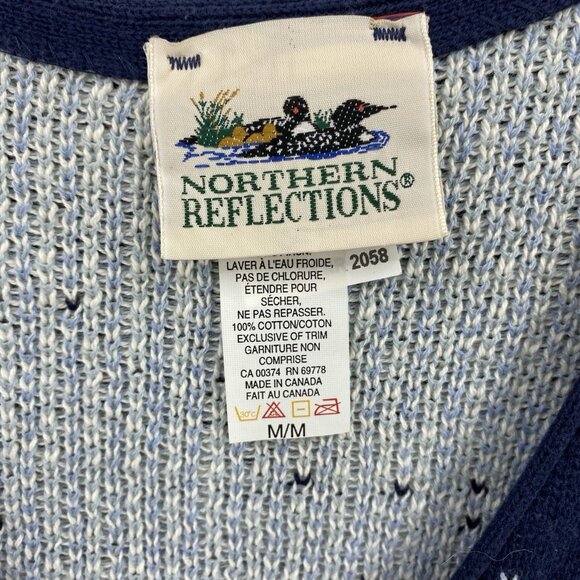 NORTHERN
REFLECTIONS®
LAVER À L'EAU FROIDE,
PAS DE CHLORURE,
ÉTENDRE POUR
SÉCHER,
NE PAS REPASSER.
100% COTTON/COTON
EXCLUSIVE OF TRIM
GARNITURE NON
COMPRISE
CA 00374 RN 69778
MADE IN CANADA
FAIT AU CANADA
30°C
M/M
2058